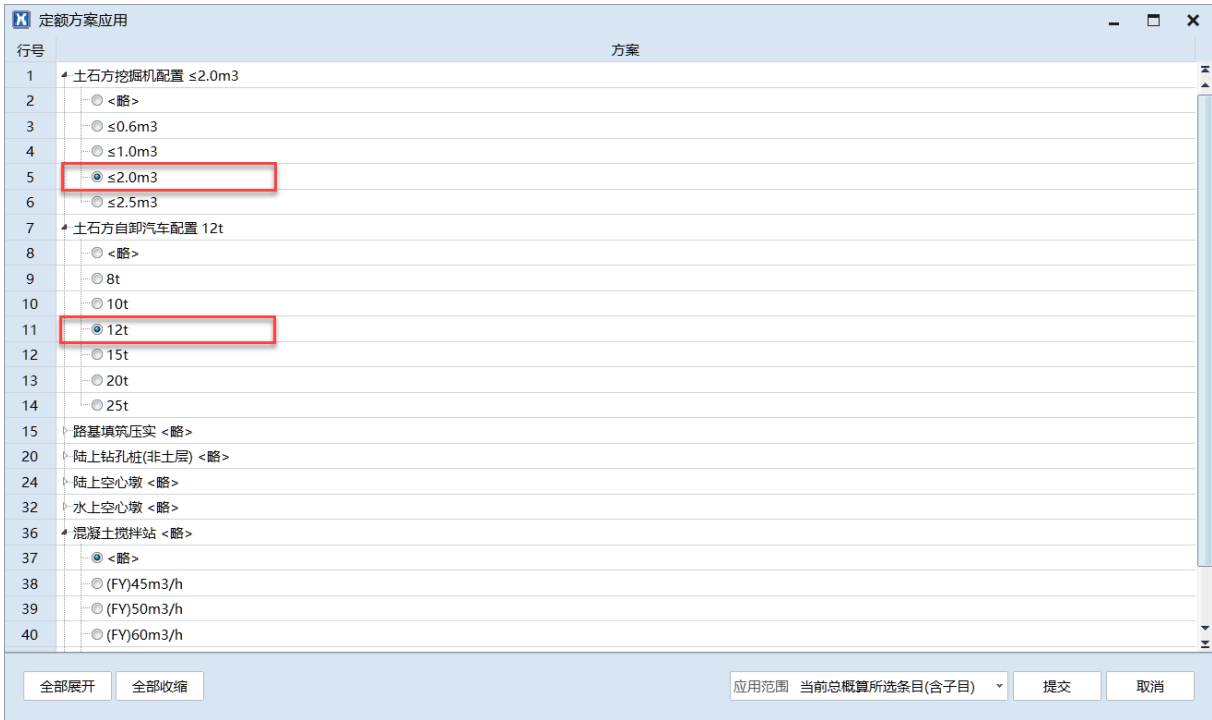 定额方案应用
行号 方案
1 土石方挖掘机配置 ≤2.0m3
2 <略>
3 ≤0.6m3
4 ≤1.0m3
5 ≤2.0m3
6 ≤2.5m3
7 土石方自卸汽车配置 12t
8 <略>
9 8t
10 10t
11 12t
12 15t
13 20t
14 25t
15 路基填筑压实 <略>
20 陆上钻孔桩(非土层) <略>
24 陆上空心墩 <略>
32 水上空心墩 <略>
36 混凝土搅拌站 <略>
37 <略>
38 (FY)45m3/h
39 (FY)50m3/h
40 (FY)60m3/h
全部展开 全部收缩 应用范围 当前总概算所选条目(含子目) 提交 取消